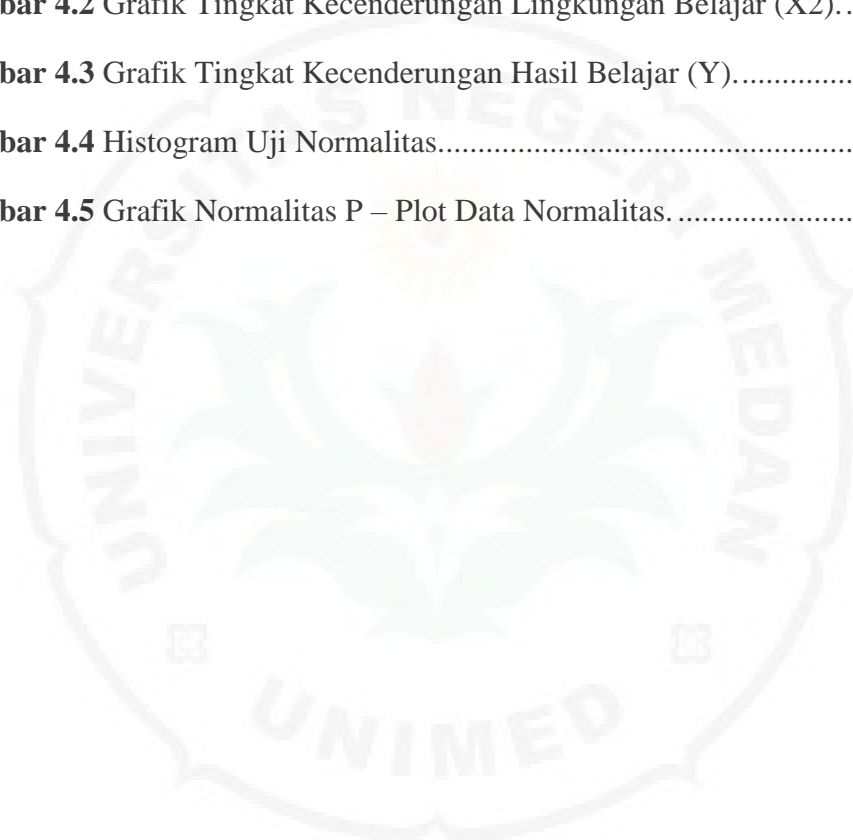 bar 4.2 Grafik Tingkat Kecenderungan Lingkungan Belajar (X2). .
bar 4.3 Grafik Tingkat Kecenderungan Hasil Belajar (Y)...............
bar 4.4 Histogram Uji Normalitas...................................................
bar 4.5 Grafik Normalitas P – Plot Data Normalitas. ......................
UNIVERSITAS NEGERI MEDAN
UNIMED